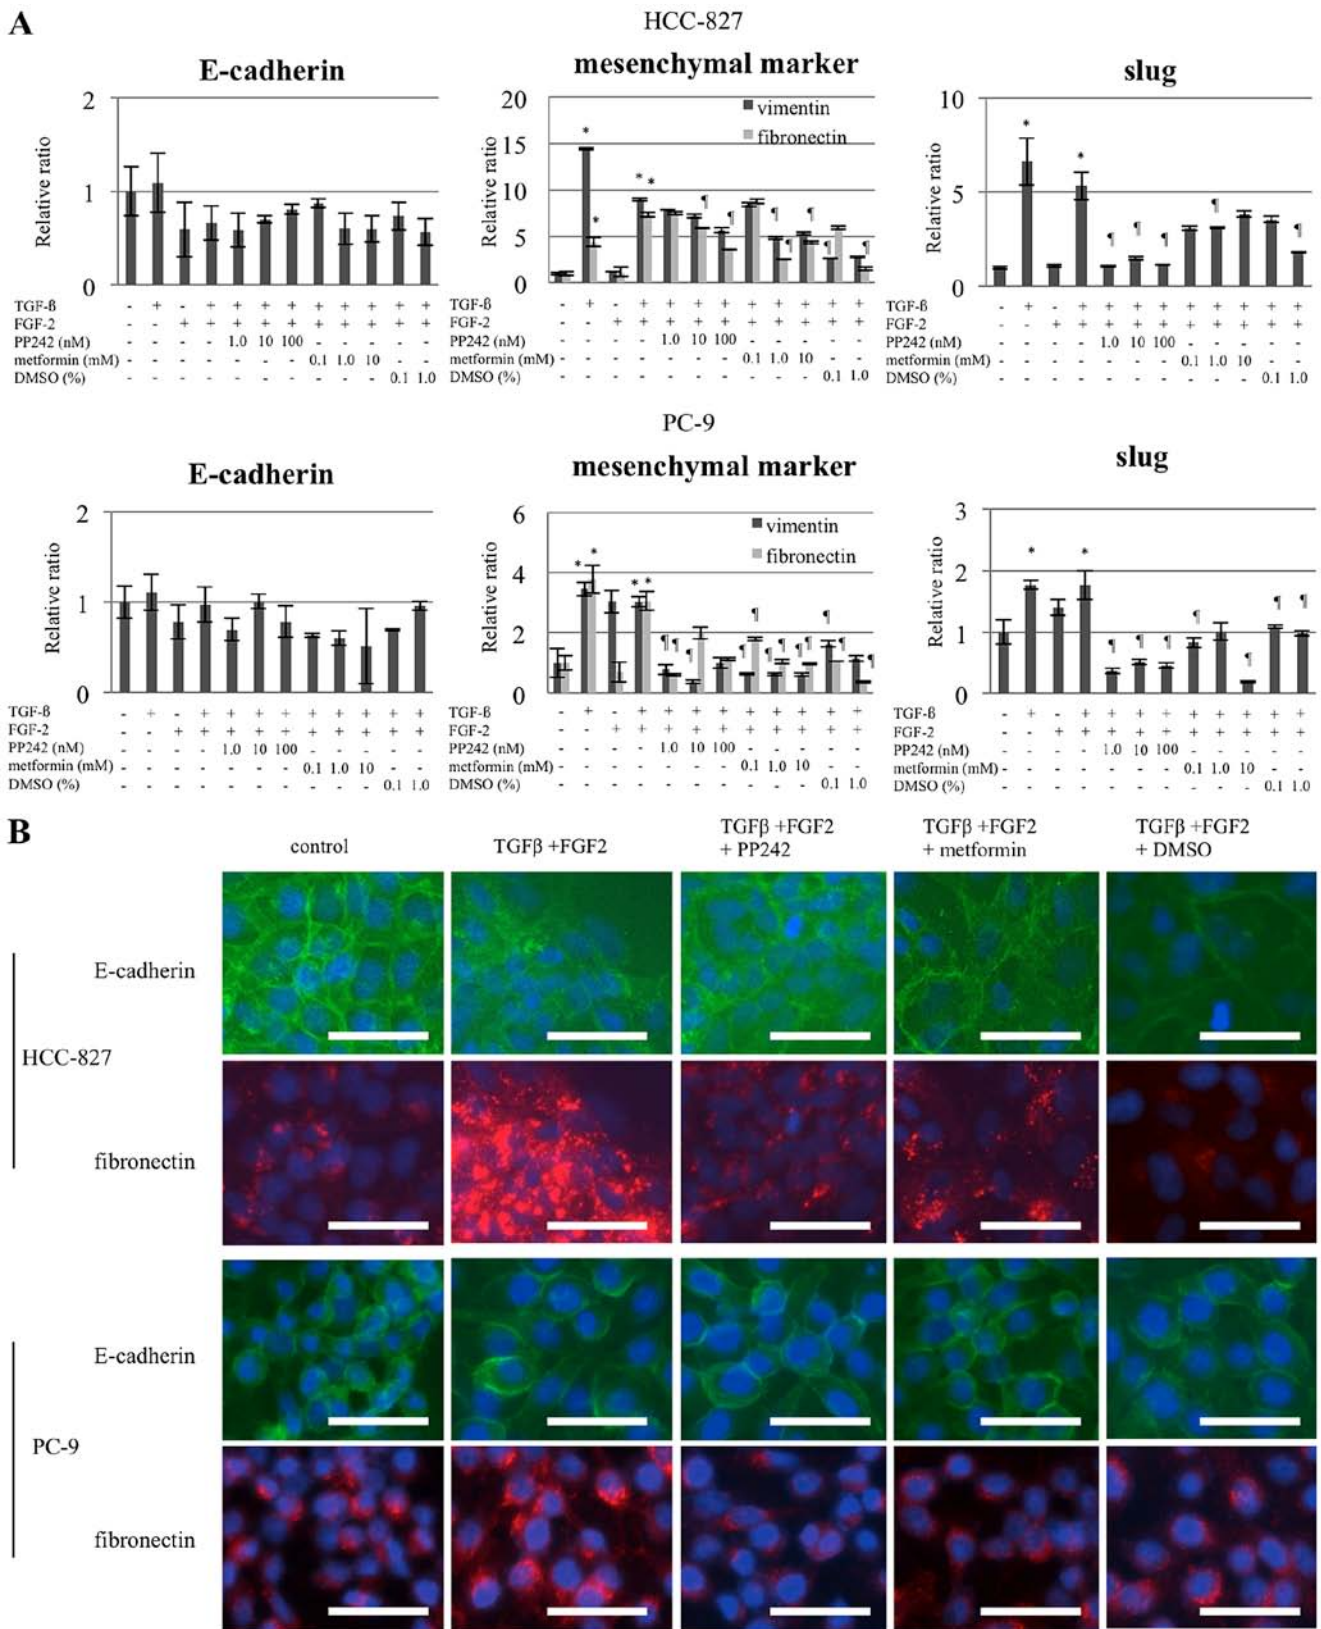 A
HCC-827
E-cadherin
mesenchymal marker
slug
2
1
0
Relative ratio
20
15
10
5
0
Relative ratio
vimentin
fibronectin
10
5
0
Relative ratio
* * * * * ¶ ¶ ¶ ¶ ¶ ¶ ¶ ¶
* * ¶ ¶ ¶ ¶ ¶
TGF-ß - + - + + + + + + + + +
FGF-2 - - + + + + + + + + + +
PP242 (nM) - - - - 1.0 10 100 - - - - -
metformin (mM) - - - - - - - 0.1 1.0 10 - -
DMSO (%) - - - - - - - - - - 0.1 1.0
TGF-ß - + - + + + + + + + + +
FGF-2 - - + + + + + + + + + +
PP242 (nM) - - - - 1.0 10 100 - - - - -
metformin (mM) - - - - - - - 0.1 1.0 10 - -
DMSO (%) - - - - - - - - - - 0.1 1.0
TGF-ß - + - + + + + + + + + +
FGF-2 - - + + + + + + + + + +
PP242 (nM) - - - - 1.0 10 100 - - - - -
metformin (mM) - - - - - - - 0.1 1.0 10 - -
DMSO (%) - - - - - - - - - - 0.1 1.0
PC-9
E-cadherin
mesenchymal marker
slug
2
1
0
Relative ratio
6
4
2
0
Relative ratio
vimentin
fibronectin
3
2
1
0
Relative ratio
* * * * ¶ ¶ ¶ ¶ ¶ ¶ ¶ ¶ ¶ ¶ ¶ ¶
* * ¶ ¶ ¶ ¶ ¶ ¶ ¶
TGF-ß - + - + + + + + + + + +
FGF-2 - - + + + + + + + + + +
PP242 (nM) - - - - 1.0 10 100 - - - - -
metformin (mM) - - - - - - - 0.1 1.0 10 - -
DMSO (%) - - - - - - - - - - 0.1 1.0
TGF-ß - + - + + + + + + + + +
FGF-2 - - + + + + + + + + + +
PP242 (nM) - - - - 1.0 10 100 - - - - -
metformin (mM) - - - - - - - 0.1 1.0 10 - -
DMSO (%) - - - - - - - - - - 0.1 1.0
TGF-ß - + - + + + + + + + + +
FGF-2 - - + + + + + + + + + +
PP242 (nM) - - - - 1.0 10 100 - - - - -
metformin (mM) - - - - - - - 0.1 1.0 10 - -
DMSO (%) - - - - - - - - - - 0.1 1.0
B
control
TGFβ +FGF2
TGFβ +FGF2
+ PP242
TGFβ +FGF2
+ metformin
TGFβ +FGF2
+ DMSO
HCC-827
E-cadherin
fibronectin
PC-9
E-cadherin
fibronectin